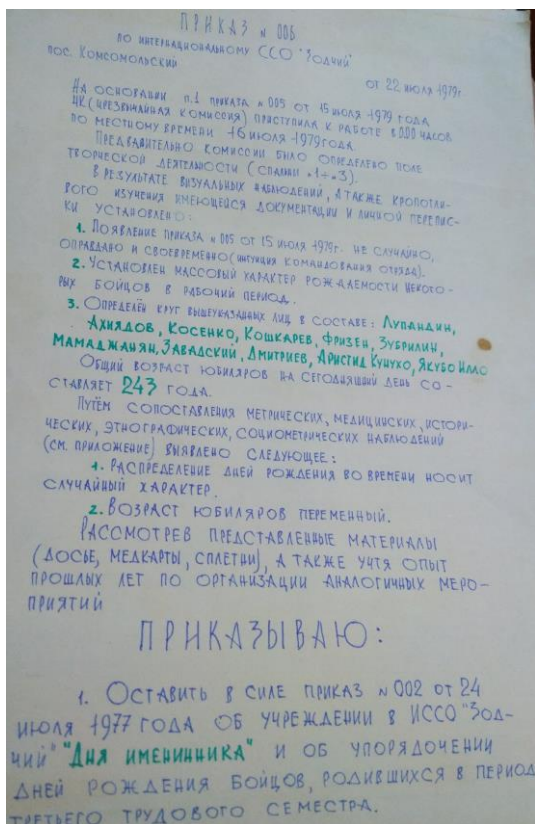 ПРИКАЗ № 006
ПО ИНТЕРНАЦИОНАЛЬНОМУ ССО "ЗОДЧИЙ"
ПОС. КОМСОМОЛЬСКИЙ
ОТ 22 ИЮЛЯ 1979г.
НА ОСНОВАНИИ П.1 ПРИКАТА № 005 ОТ 15 ИЮЛЯ 1979 ГОДА
ЧК (ЧРЕЗВЫЧАЙНАЯ КОМИССИЯ) ПРИСТУПИЛА К РАБОТЕ В 0.00 ЧАСОВ
ПО МЕСТНОМУ ВРЕМЕНИ 16 ИЮЛЯ 1979 ГОДА.
ПРЕДВАРИТЕЛЬНО КОМИССИИ БЫЛО ОПРЕДЕЛЕНО ПОЛЕ
ТВОРЧЕСКОЙ ДЕЯТЕЛЬНОСТИ (СПАЛЬНИ .1÷.3).
В РЕЗУЛЬТАТЕ ВИЗУАЛЬНЫХ НАБЛЮДЕНИЙ, А ТАКЖЕ КРОПОТЛИ-
ВОГО ИЗУЧЕНИЯ ИМЕЮЩЕЙСЯ ДОКУМЕНТАЦИИ И ЛИЧНОЙ ПЕРЕПИС-
КИ УСТАНОВЛЕНО:
1. ПОЯВЛЕНИЕ ПРИКАЗА № 005 ОТ 15 ИЮЛЯ 1979г. НЕ СЛУЧАЙНО,
ОПРАВДАНО И СВОЕВРЕМЕННО (ИНТУИЦИЯ КОМАНДОВАНИЯ ОТРЯДА).
2. УСТАНОВЛЕН МАССОВЫЙ ХАРАКТЕР РОЖДАЕМОСТИ НЕКОТО-
РЫХ БОЙЦОВ В РАБОЧИЙ ПЕРИОД.
3. ОПРЕДЕЛЁН КРУГ ВЫШЕУКАЗАННЫХ ЛИЦ В СОСТАВЕ: ЛУПАНДИН,
АХИЯДОВ, КОСЕНКО, КОШКАРЕВ, ФРИЗЕН, ЗУБРИЛИН,
МАМАДЖАНЯН, ЗАВАДСКИЙ, ДМИТРИЕВ, АРИСТИД КУНУХО, ЯКУБО
ОБЩИЙ ВОЗРАСТ ЮБИЛЯРОВ НА СЕГОДНЯШНИЙ ДЕНЬ СО-
СТАВЛЯЕТ 243 ГОДА.
ПУТЁМ СОПОСТАВЛЕНИЯ МЕТРИЧЕСКИХ, МЕДИЦИНСКИХ, ИСТОРИ-
ЧЕСКИХ, ЭТНОГРАФИЧЕСКИХ, СОЦИОМЕТРИЧЕСКИХ НАБЛЮДЕНИЙ
(СМ. ПРИЛОЖЕНИЕ) ВЫЯВЛЕНО СЛЕДУЮЩЕЕ:
1. РАСПРЕДЕЛЕНИЕ ДНЕЙ РОЖДЕНИЯ ВО ВРЕМЕНИ НОСИТ
СЛУЧАЙНЫЙ ХАРАКТЕР.
2. ВОЗРАСТ ЮБИЛЯРОВ ПЕРЕМЕННЫЙ.
РАССМОТРЕВ ПРЕДСТАВЛЕННЫЕ МАТЕРИАЛЫ
(ДОСЬЕ, МЕДКАРТЫ, СПЛЕТНИ), А ТАКЖЕ УЧТЯ ОПЫТ
ПРОШЛЫХ ЛЕТ ПО ОРГАНИЗАЦИИ АНАЛОГИЧНЫХ МЕРО-
ПРИЯТИЙ
ПРИКАЗЫВАЮ:
1. ОСТАВИТЬ В СИЛЕ ПРИКАЗ № 002 ОТ 24
ИЮЛЯ 1977 ГОДА ОБ УЧРЕЖДЕНИИ В ИССО "ЗОД-
ЧИЙ" "ДНЯ ИМЕНИННИКА" И ОБ УПОРЯДОЧЕНИИ
ДНЕЙ РОЖДЕНИЯ БОЙЦОВ, РОДИВШИХСЯ В ПЕРИОД
ТРЕТЬЕГО ТРУДОВОГО СЕМЕСТРА.